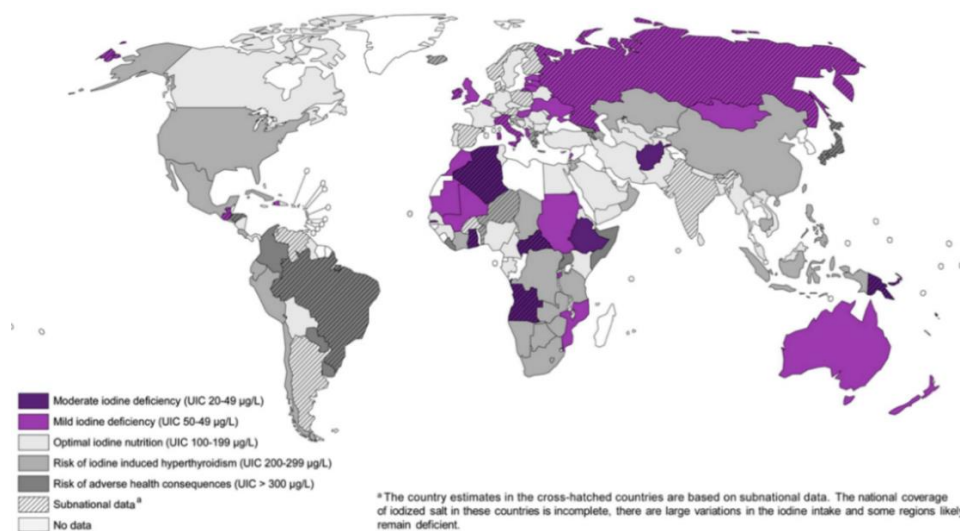 Moderate iodine deficiency (UIC 20-49 µg/L)
Mild iodine deficiency (UIC 50-49 µg/L)
Optimal iodine nutrition (UIC 100-199 µg/L)
Risk of iodine induced hyperthyroidism (UIC 200-299 µg/L)
Risk of adverse health consequences (UIC > 300 µg/L)
Subnational data a
No data
a The country estimates in the cross-hatched countries are based on subnational data. The national coverage
of iodized salt in these countries is incomplete, there are large variations in the iodine intake and some regions likely
remain deficient.